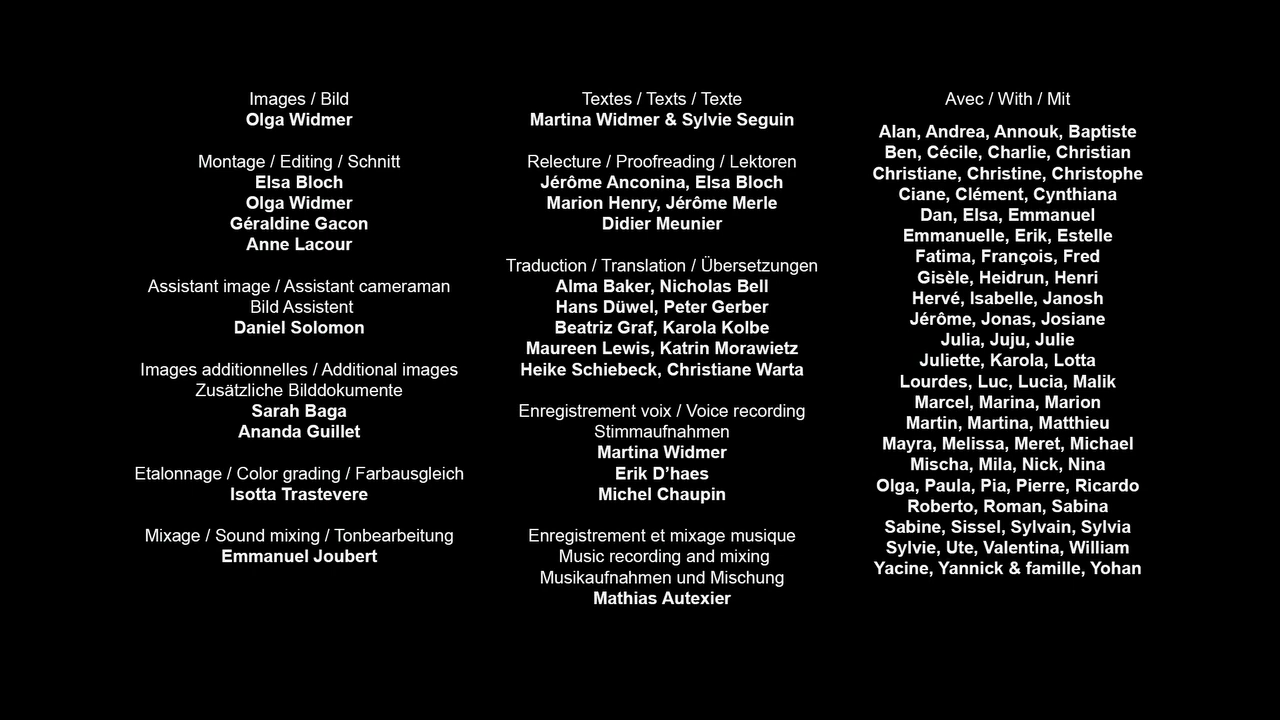 Images / Bild
Olga Widmer
Montage / Editing / Schnitt
Elsa Bloch
Olga Widmer
Géraldine Gacon
Anne Lacour
Assistant image / Assistant cameraman
Bild Assistent
Daniel Solomon
Images additionnelles / Additional images
Zusätzliche Bilddokumente
Sarah Baga
Ananda Guillet
Etalonnage / Color grading / Farbausgleich
Isotta Trastevere
Mixage / Sound mixing / Tonbearbeitung
Emmanuel Joubert
Textes / Texts / Texte
Martina Widmer & Sylvie Seguin
Relecture / Proofreading / Lektoren
Jérôme Anconina, Elsa Bloch
Marion Henry, Jérôme Merle
Didier Meunier
Traduction / Translation / Übersetzungen
Alma Baker, Nicholas Bell
Hans Düwel, Peter Gerber
Beatriz Graf, Karola Kolbe
Maureen Lewis, Katrin Morawietz
Heike Schiebeck, Christiane Warta
Enregistrement voix / Voice recording
Stimmaufnahmen
Martina Widmer
Erik D’haes
Michel Chaupin
Enregistrement et mixage musique
Music recording and mixing
Musikaufnahmen und Mischung
Mathias Autexier
Avec / With / Mit
Alan, Andrea, Annouk, Baptiste
Ben, Cécile, Charlie, Christian
Christiane, Christine, Christophe
Ciane, Clément, Cynthiana
Dan, Elsa, Emmanuel
Emmanuelle, Erik, Estelle
Fatima, François, Fred
Gisèle, Heidrun, Henri
Hervé, Isabelle, Janosh
Jérôme, Jonas, Josiane
Julia, Juju, Julie
Juliette, Karola, Lotta
Lourdes, Luc, Lucia, Malik
Marcel, Marina, Marion
Martin, Martina, Matthieu
Mayra, Melissa, Meret, Michael
Mischa, Mila, Nick, Nina
Olga, Paula, Pia, Pierre, Ricardo
Roberto, Roman, Sabina
Sabine, Sissel, Sylvain, Sylvia
Sylvie, Ute, Valentina, William
Yacine, Yannick & famille, Yohan